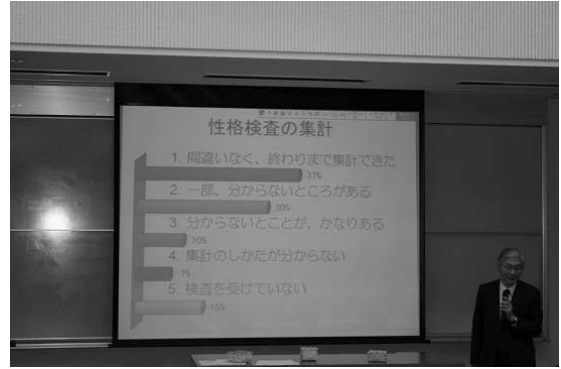 性格検査の集計
1. 間違いなく、終わりまで集計できた
37%
2. 一部、分からないところがある
30%
3. 分からないとことが、かなりある
10%
4. 集計のしかたが分からない
7%
5. 検査を受けていない
15%